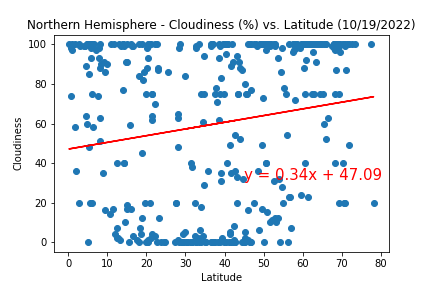 Northern Hemisphere - Cloudiness (%) vs. Latitude (10/19/2022)
100
80
60
40
20
0
Cloudiness
y = 0.34x + 47.09
0 10 20 30 40 50 60 70 80
Latitude